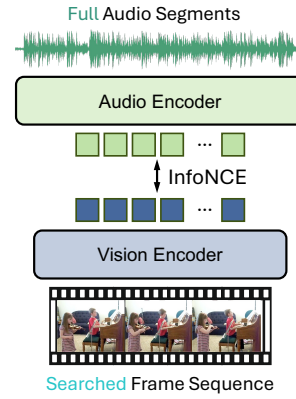 Full Audio Segments
Audio Encoder
...
InfoNCE
...
Vision Encoder
Searched Frame Sequence